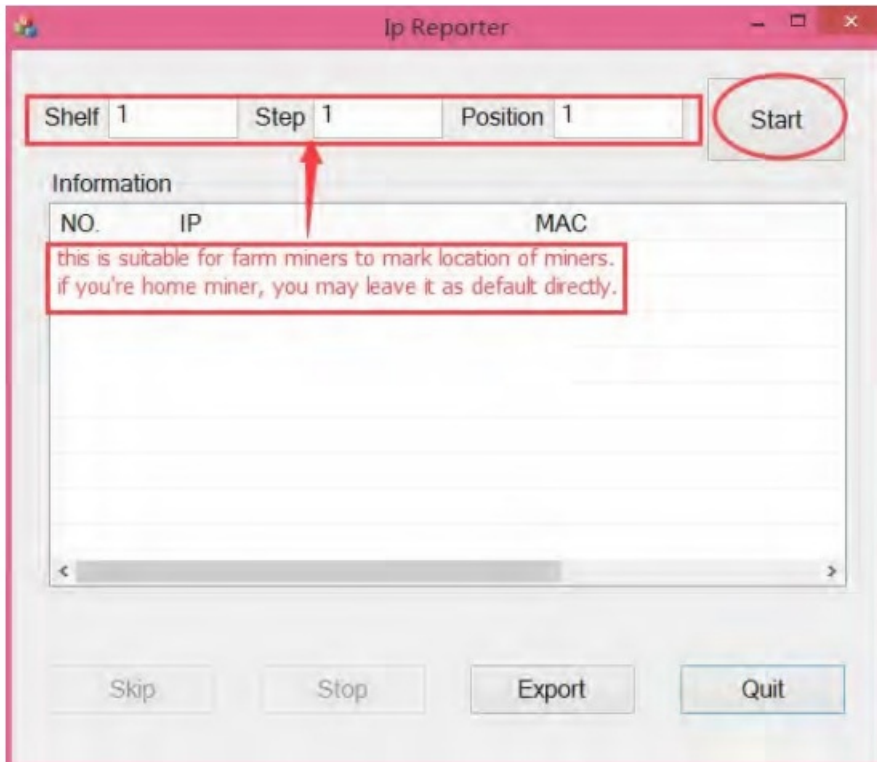 Ip Reporter
Shelf 1 Step 1 Position 1 Start
Information
NO. IP MAC
this is suitable for farm miners to mark location of miners.
if you're home miner, you may leave it as default directly.
Skip Stop Export Quit